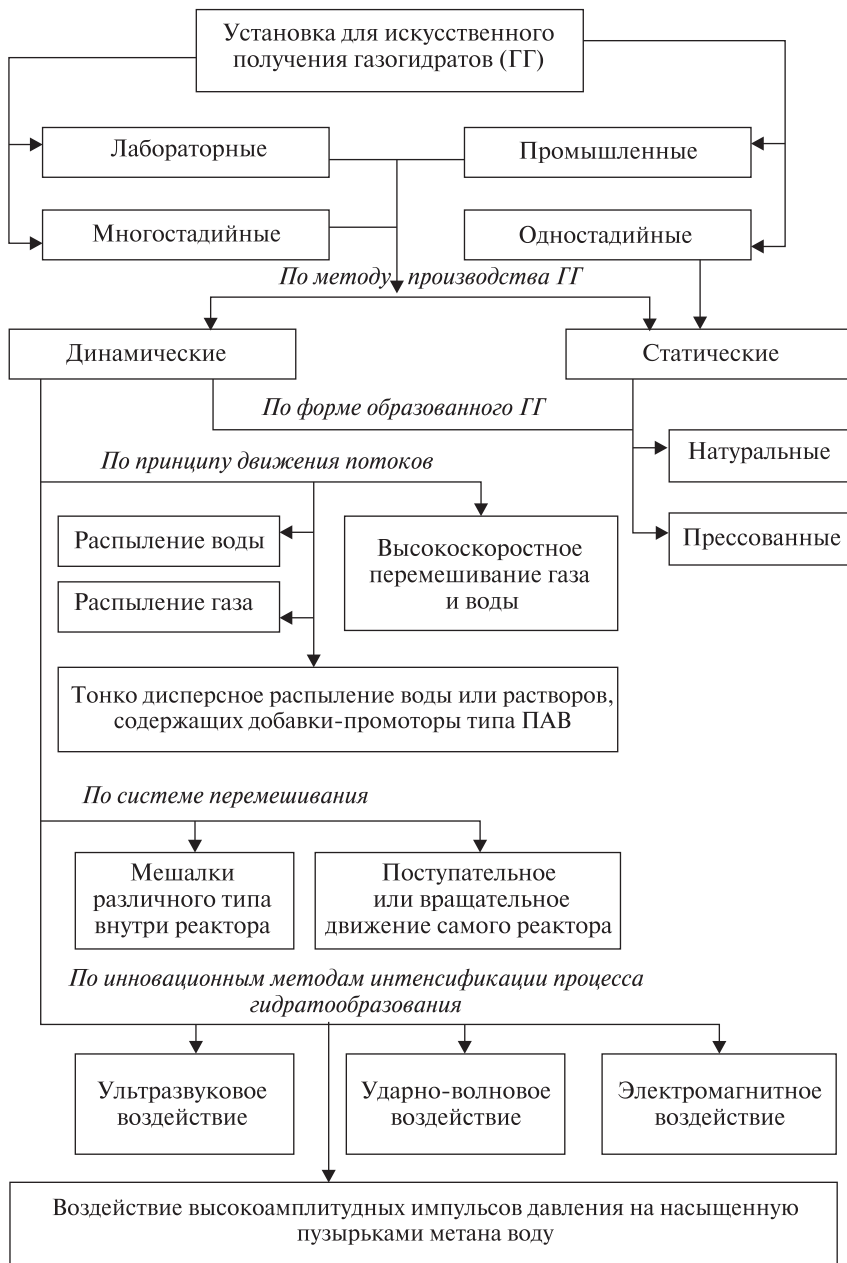 Установка для искусственного
получения газогидратов (ГГ)
Лабораторные
Промышленные
Многостадийные
Одностадийные
По методу производства ГГ
Динамические
Статические
По форме образованного ГГ
Натуральные
По принципу движения потоков
Прессованные
Распыление воды
Высокоскоростное
перемешивание газа
и воды
Распыление газа
Тонко дисперсное распыление воды или растворов,
содержащих добавки-промоторы типа ПАВ
По системе перемешивания
Мешалки
различного типа
внутри реактора
Поступательное
или вращательное
движение самого реактора
По инновационным методам интенсификации процесса
гидратообразования
Ультразвуковое
воздействие
Ударно-волновое
воздействие
Электромагнитное
воздействие
Воздействие высокоамплитудных импульсов давления на насыщенную
пузырьками метана воду